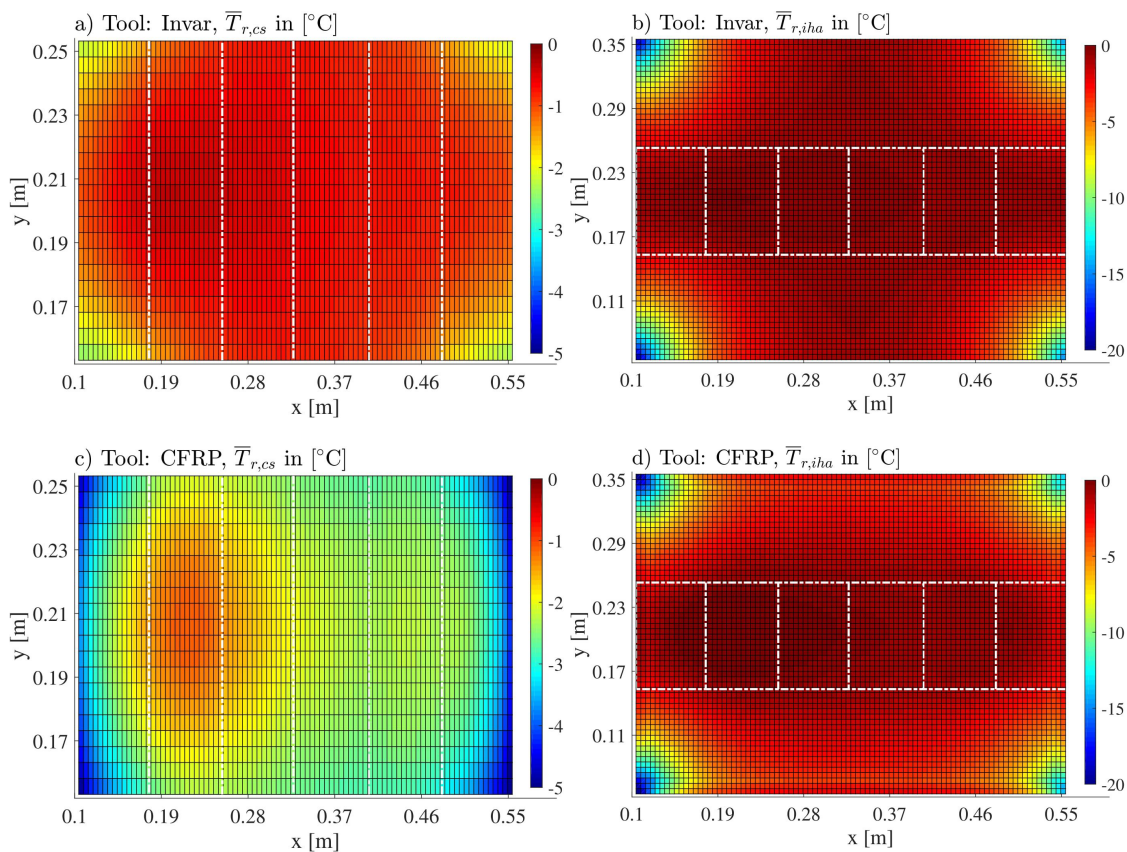 a) Tool: Invar, T̅r,cs in [°C]
0.25
0.23
0.21
0.19
0.17
y [m]
0.1 0.19 0.28 0.37 0.46 0.55
x [m]
0
-1
-2
-3
-4
-5
b) Tool: Invar, T̅r,iha in [°C]
0.35
0.29
0.23
0.17
0.11
y [m]
0.1 0.19 0.28 0.37 0.46 0.55
x [m]
0
-5
-10
-15
-20
c) Tool: CFRP, T̅r,cs in [°C]
0.25
0.23
0.21
0.19
0.17
y [m]
0.1 0.19 0.28 0.37 0.46 0.55
x [m]
0
-1
-2
-3
-4
-5
d) Tool: CFRP, T̅r,iha in [°C]
0.35
0.29
0.23
0.17
0.11
y [m]
0.1 0.19 0.28 0.37 0.46 0.55
x [m]
0
-5
-10
-15
-20